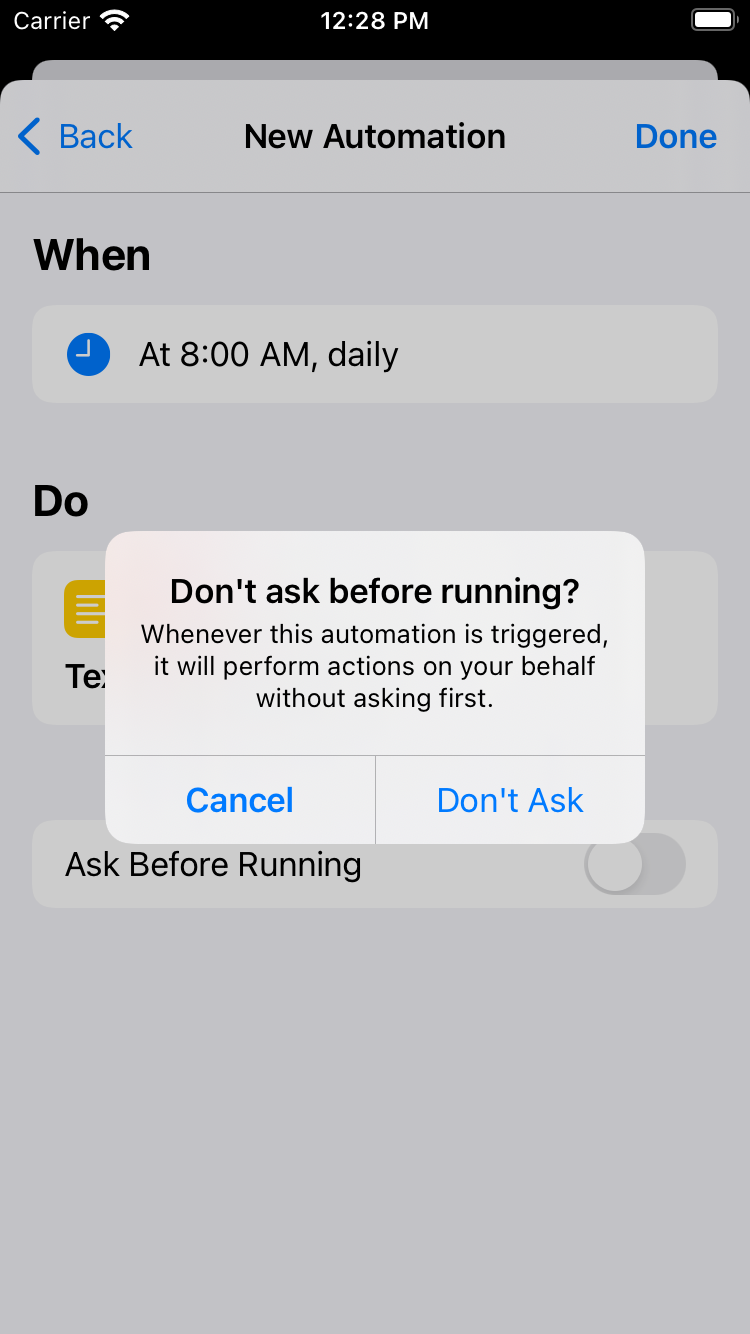 Carrier 12:28 PM
Back New Automation Done
When
At 8:00 AM, daily
Do
Don't ask before running?
Whenever this automation is triggered,
it will perform actions on your behalf
without asking first.
Cancel Don't Ask
Ask Before Running